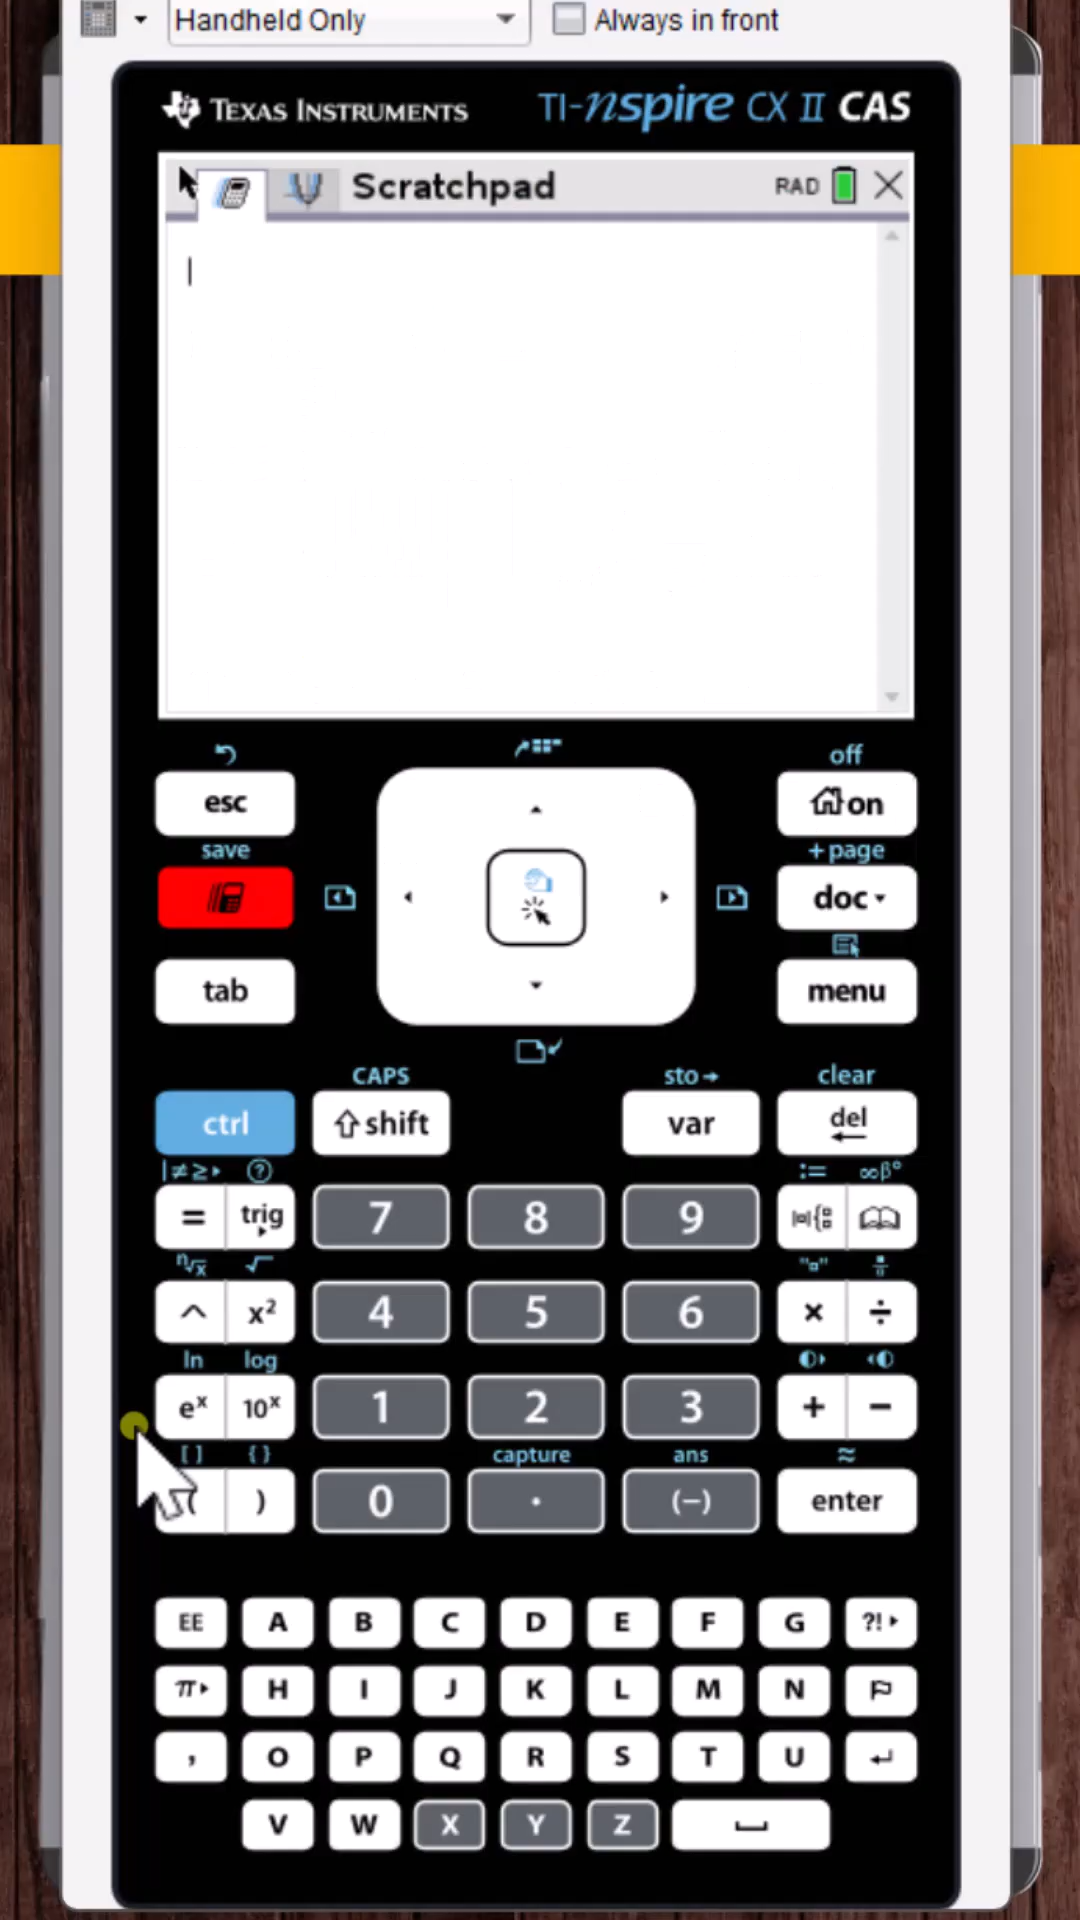 Handheld Only
Always in front
TEXAS INSTRUMENTS TI-nspire CX II CAS
Scratchpad RAD
off
esc on
save + page
doc
tab menu
CAPS sto→ clear
ctrl shift var del
|≠≥▸ ? := ∞β°
= trig 7 8 9
ⁿ√x √ "▫"
^ x² 4 5 6 × ÷
ln log
eˣ 10ˣ 1 2 3 + −
[ ] { } capture ans ≈
( ) 0 . (−) enter
EE A B C D E F G ?!▸
π▸ H I J K L M N
, O P Q R S T U ↵
V W X Y Z